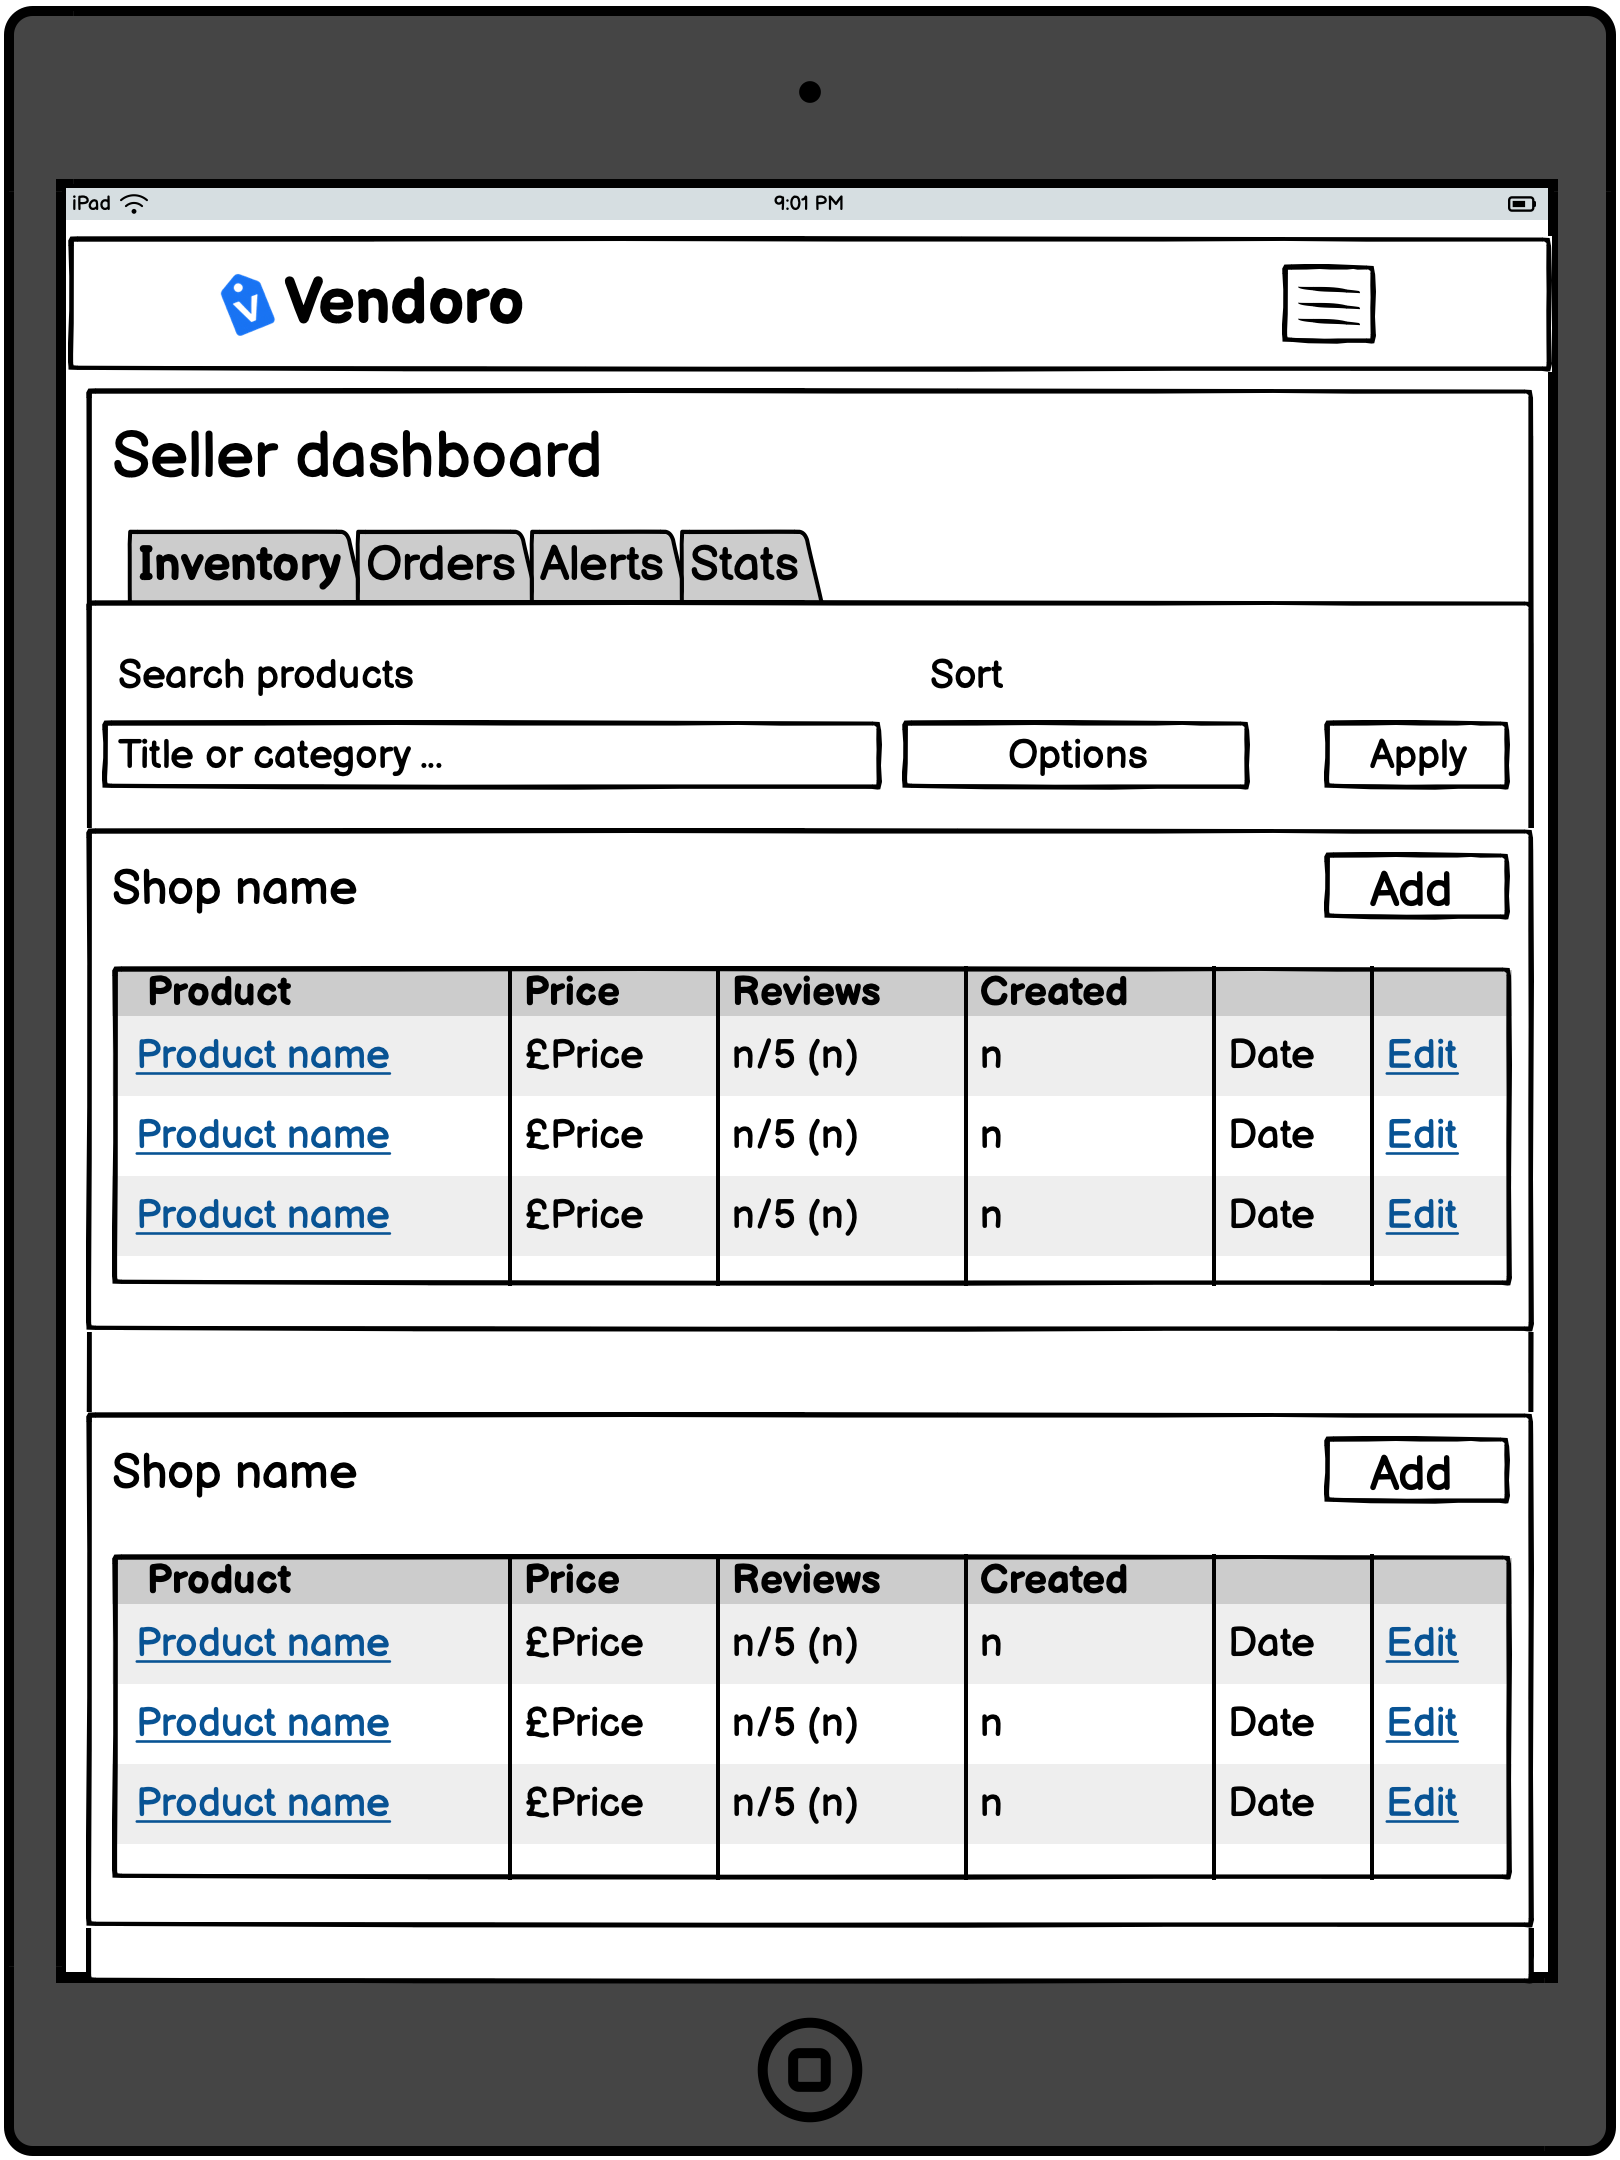 iPad 9:01 PM
Vendoro
Seller dashboard
Inventory Orders Alerts Stats
Search products Sort
Title or category ... Options Apply
Shop name Add
Product Price Reviews Created
Product name £Price n/5 (n) n Date Edit
Product name £Price n/5 (n) n Date Edit
Product name £Price n/5 (n) n Date Edit
Shop name Add
Product Price Reviews Created
Product name £Price n/5 (n) n Date Edit
Product name £Price n/5 (n) n Date Edit
Product name £Price n/5 (n) n Date Edit